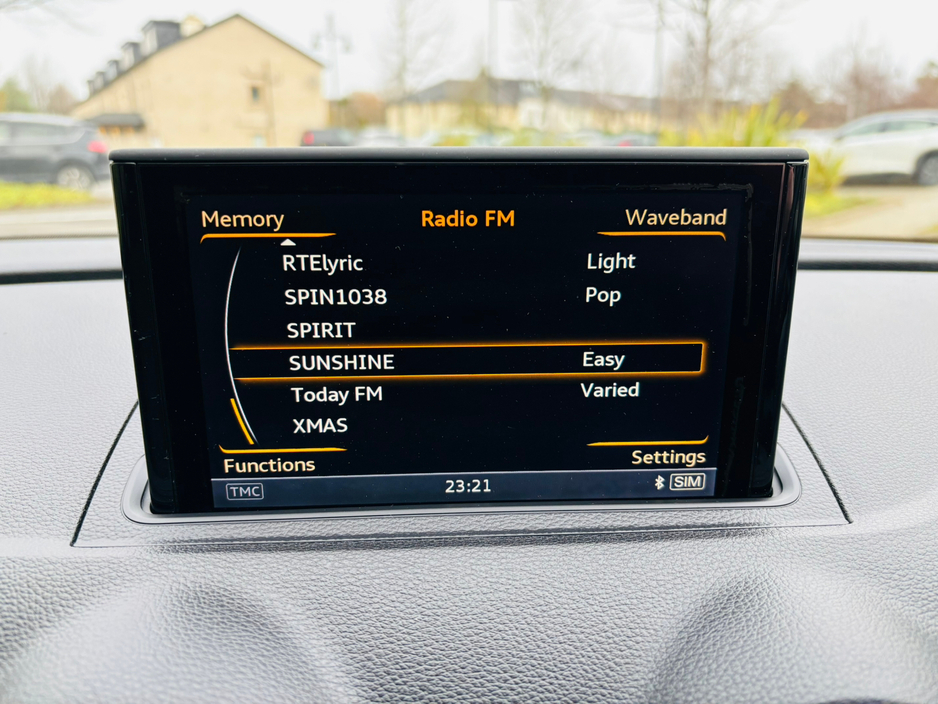 Memory Radio FM Waveband
RTElyric Light
SPIN1038 Pop
SPIRIT
SUNSHINE Easy
Today FM Varied
XMAS
Functions Settings
TMC 23:21 SIM